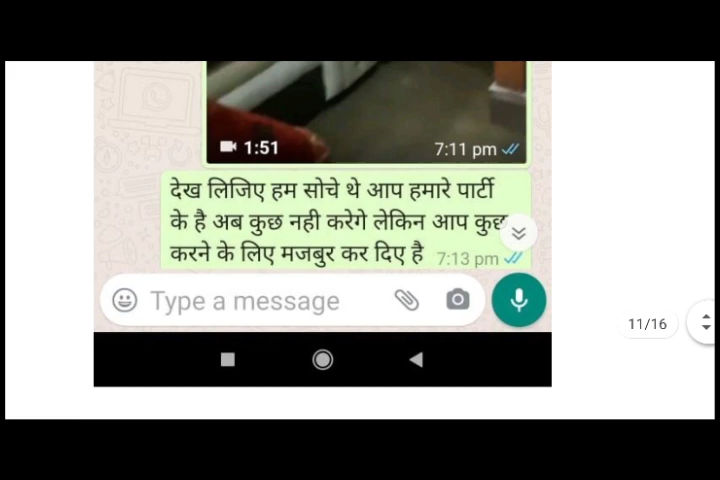 1:51
7:11 pm
देख लिजिए हम सोचे थे आप हमारे पार्टी
के है अब कुछ नही करेगे लेकिन आप कुछ
करने के लिए मजबुर कर दिए है 7:13 pm
Type a message
11/16